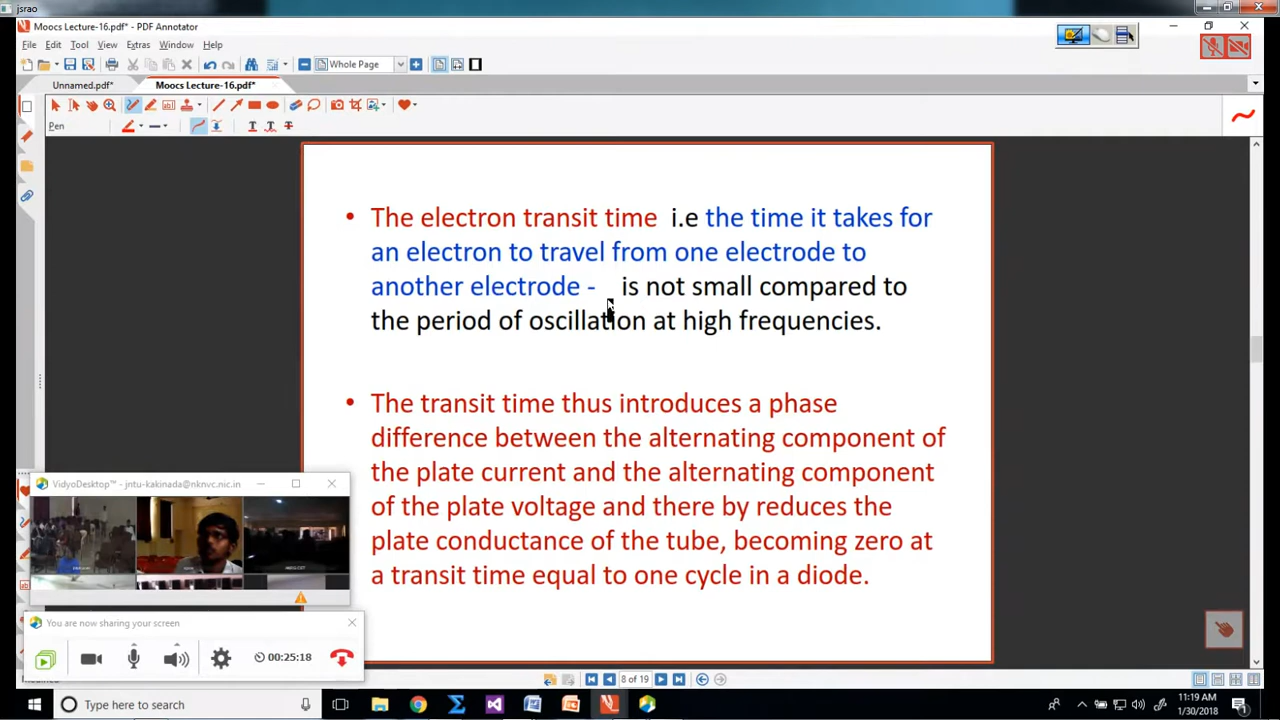 jsrao
Moocs Lecture-16.pdf* - PDF Annotator
File Edit Tool View Extras Window Help
Whole Page
Unnamed.pdf* Moocs Lecture-16.pdf*
Pen
• The electron transit time i.e the time it takes for
an electron to travel from one electrode to
another electrode - is not small compared to
the period of oscillation at high frequencies.
• The transit time thus introduces a phase
difference between the alternating component of
the plate current and the alternating component
of the plate voltage and there by reduces the
plate conductance of the tube, becoming zero at
a transit time equal to one cycle in a diode.
VidyoDesktop™ - jntu-kakinada@nknvc.nic.in
You are now sharing your screen
00:25:18
8 of 19
Type here to search
11:19 AM
1/30/2018